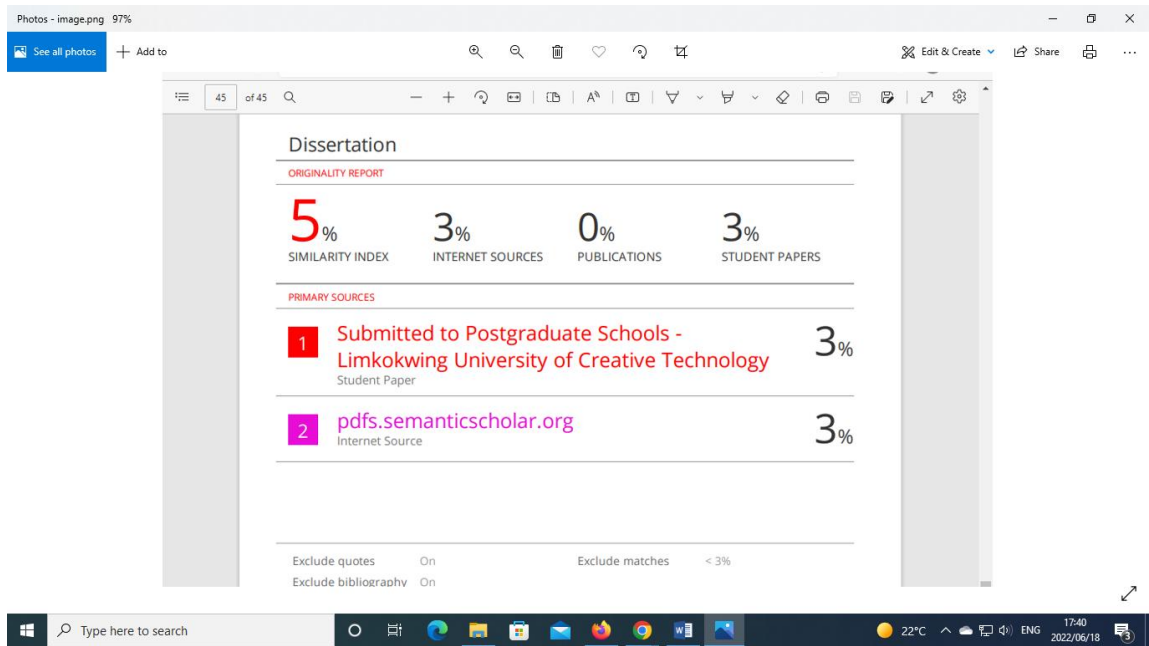 Photos - image.png 97%
See all photos + Add to Edit & Create Share
45 of 45
Dissertation
ORIGINALITY REPORT
5% 3% 0% 3%
SIMILARITY INDEX INTERNET SOURCES PUBLICATIONS STUDENT PAPERS
PRIMARY SOURCES
1 Submitted to Postgraduate Schools - 3%
Limkokwing University of Creative Technology
Student Paper
2 pdfs.semanticscholar.org 3%
Internet Source
Exclude quotes On Exclude matches < 3%
Exclude bibliography On
Type here to search 22°C ENG 17:40
2022/06/18